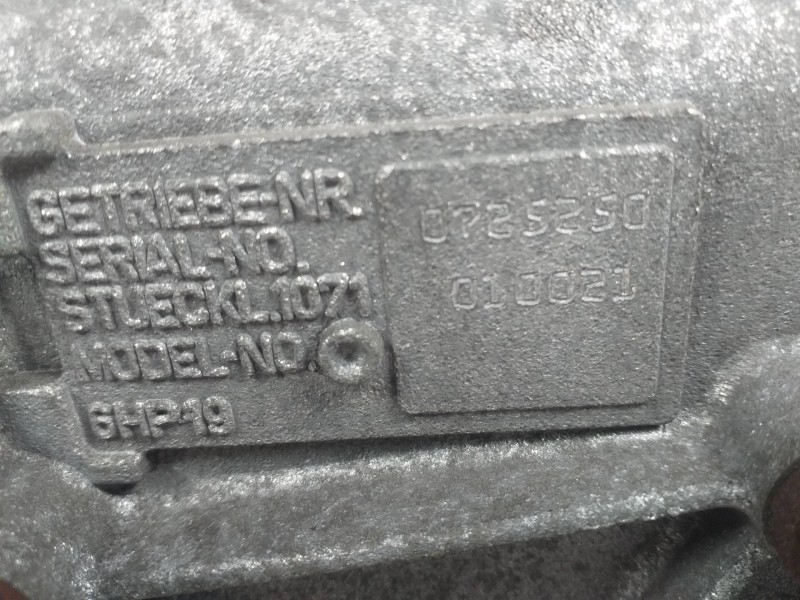 GETRIEBE-NR.
SERIAL-NO.
0725250
STUECKL.1071
010021
MODEL-NO.
6HP19